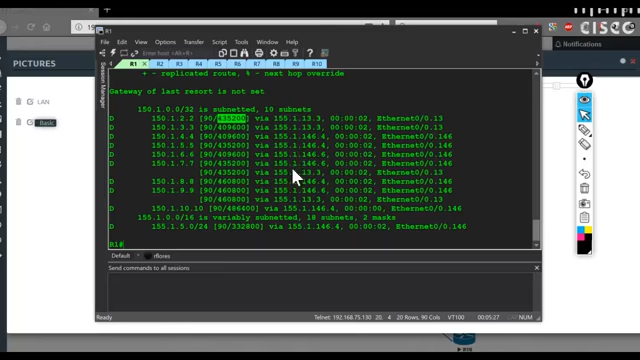 CISCO
Notifications
PICTURES
LAN
Basic
R1
File Edit View Options Transfer Script Tools Window Help
Enter host <Alt+R>
Session Manager
R1 R2 R3 R4 R5 R6 R7 R8 R9 R10
+ - replicated route, % - next hop override
Gateway of last resort is not set
150.1.0.0/32 is subnetted, 10 subnets
D 150.1.2.2 [90/435200] via 155.1.13.3, 00:00:02, Ethernet0/0.13
D 150.1.3.3 [90/409600] via 155.1.13.3, 00:00:02, Ethernet0/0.13
D 150.1.4.4 [90/409600] via 155.1.146.4, 00:00:02, Ethernet0/0.146
D 150.1.5.5 [90/435200] via 155.1.146.4, 00:00:02, Ethernet0/0.146
D 150.1.6.6 [90/409600] via 155.1.146.6, 00:00:02, Ethernet0/0.146
D 150.1.7.7 [90/435200] via 155.1.146.6, 00:00:02, Ethernet0/0.146
[90/435200] via 155.1.13.3, 00:00:02, Ethernet0/0.13
D 150.1.8.8 [90/460800] via 155.1.146.4, 00:00:02, Ethernet0/0.146
D 150.1.9.9 [90/460800] via 155.1.146.6, 00:00:02, Ethernet0/0.146
[90/460800] via 155.1.13.3, 00:00:02, Ethernet0/0.13
D 150.1.10.10 [90/486400] via 155.1.146.4, 00:00:00, Ethernet0/0.146
155.1.0.0/16 is variably subnetted, 18 subnets, 2 masks
D 155.1.5.0/24 [90/332800] via 155.1.146.4, 00:00:02, Ethernet0/0.146
R1#
Default rflores
Send commands to all sessions
Telnet: 192.168.75.130 20, 4 20 Rows, 90 Cols VT100 00:05:27 CAP NUM
R10